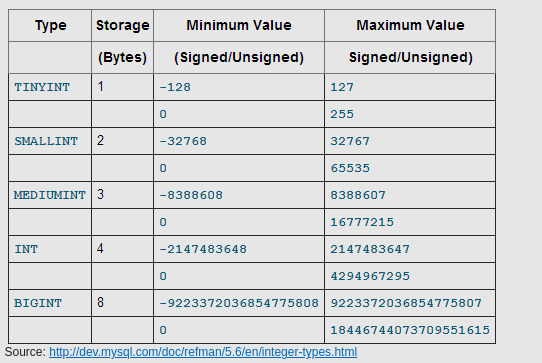 Type Storage Minimum Value Maximum Value
(Bytes) (Signed/Unsigned) Signed/Unsigned)
TINYINT 1 -128 127
0 255
SMALLINT 2 -32768 32767
0 65535
MEDIUMINT 3 -8388608 8388607
0 16777215
INT 4 -2147483648 2147483647
0 4294967295
BIGINT 8 -9223372036854775808 9223372036854775807
0 18446744073709551615
Source: http://dev.mysql.com/doc/refman/5.6/en/integer-types.html